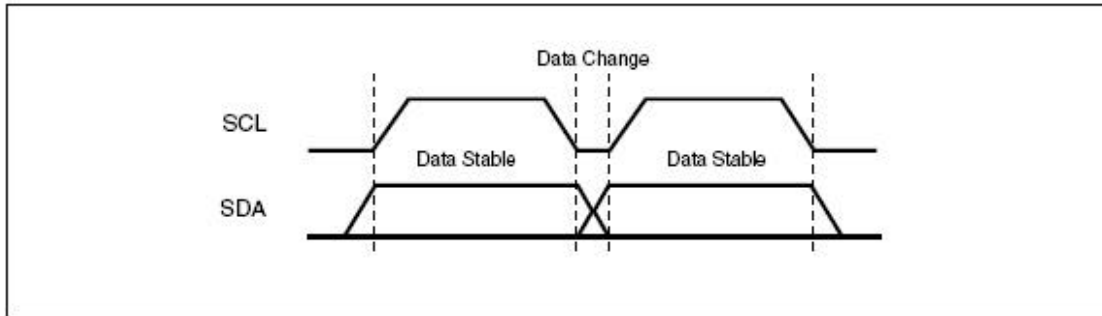 Data Change
SCL
Data Stable
Data Stable
SDA